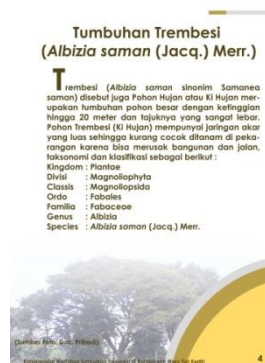 Tumbuhan Trembesi
(Albizia saman (Jacq.) Merr.)
Trembesi (Albizia saman sinonim Samanea
saman) disebut juga Pohon Hujan atau Ki Hujan mer-
upakan tumbuhan pohon besar dengan ketinggian
hingga 20 meter dan tajuknya yang sangat lebar.
Pohon Trembesi (Ki Hujan) mempunyai jaringan akar
yang luas sehingga kurang cocok ditanam di peka-
rangan karena bisa merusak bangunan dan jalan,
taksonomi dan klasifikasi sebagai berikut :
Kingdom : Plantae
Divisi : Magnoliophyta
Classis : Magnoliopsida
Ordo : Fabales
Familia : Fabaceae
Genus : Albizia
Species : Albizia saman (Jacq.) Merr.
(Sumber Foto: Doc. Pribadi)
4